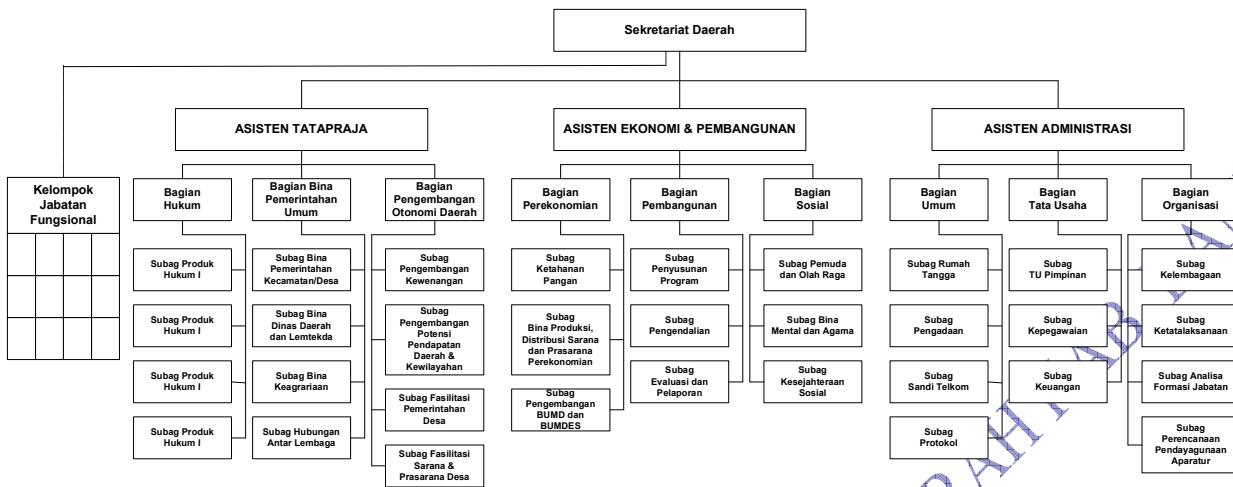 Sekretariat Daerah
ASISTEN TATAPRAJA
ASISTEN EKONOMI & PEMBANGUNAN
ASISTEN ADMINISTRASI
Kelompok
Jabatan
Fungsional
Bagian
Hukum
Bagian Bina
Pemerintahan
Umum
Bagian
Pengembangan
Otonomi Daerah
Bagian
Perekonomian
Bagian
Pembangunan
Bagian
Sosial
Bagian
Umum
Bagian
Tata Usaha
Bagian
Organisasi
Subag Produk
Hukum I
Subag Produk
Hukum I
Subag Produk
Hukum I
Subag Produk
Hukum I
Subag Bina
Pemerintahan
Kecamatan/Desa
Subag Bina
Dinas Daerah
dan Lemtekda
Subag Bina
Keagrariaan
Subag Hubungan
Antar Lembaga
Subag
Pengembangan
Kewenangan
Subag
Pengembangan
Potensi
Pendapatan
Daerah &
Kewilayahan
Subag Fasilitasi
Pemerintahan
Desa
Subag Fasilitasi
Sarana &
Prasarana Desa
Subag
Ketahanan
Pangan
Subag
Bina Produksi,
Distribusi Sarana
dan Prasarana
Perekonomian
Subag
Pengembangan
BUMD dan
BUMDES
Subag
Penyusunan
Program
Subag
Pengendalian
Subag
Evaluasi dan
Pelaporan
Subag Pemuda
dan Olah Raga
Subag Bina
Mental dan Agama
Subag
Kesejahteraan
Sosial
Subag Rumah
Tangga
Subag
Pengadaan
Subag
Sandi Telkom
Subag
Protokol
Subag
TU Pimpinan
Subag
Kepegawaian
Subag
Keuangan
Subag
Kelembagaan
Subag
Ketatalaksanaan
Subag Analisa
Formasi Jabatan
Subag
Perencanaan
Pendayagunaan
Aparatur